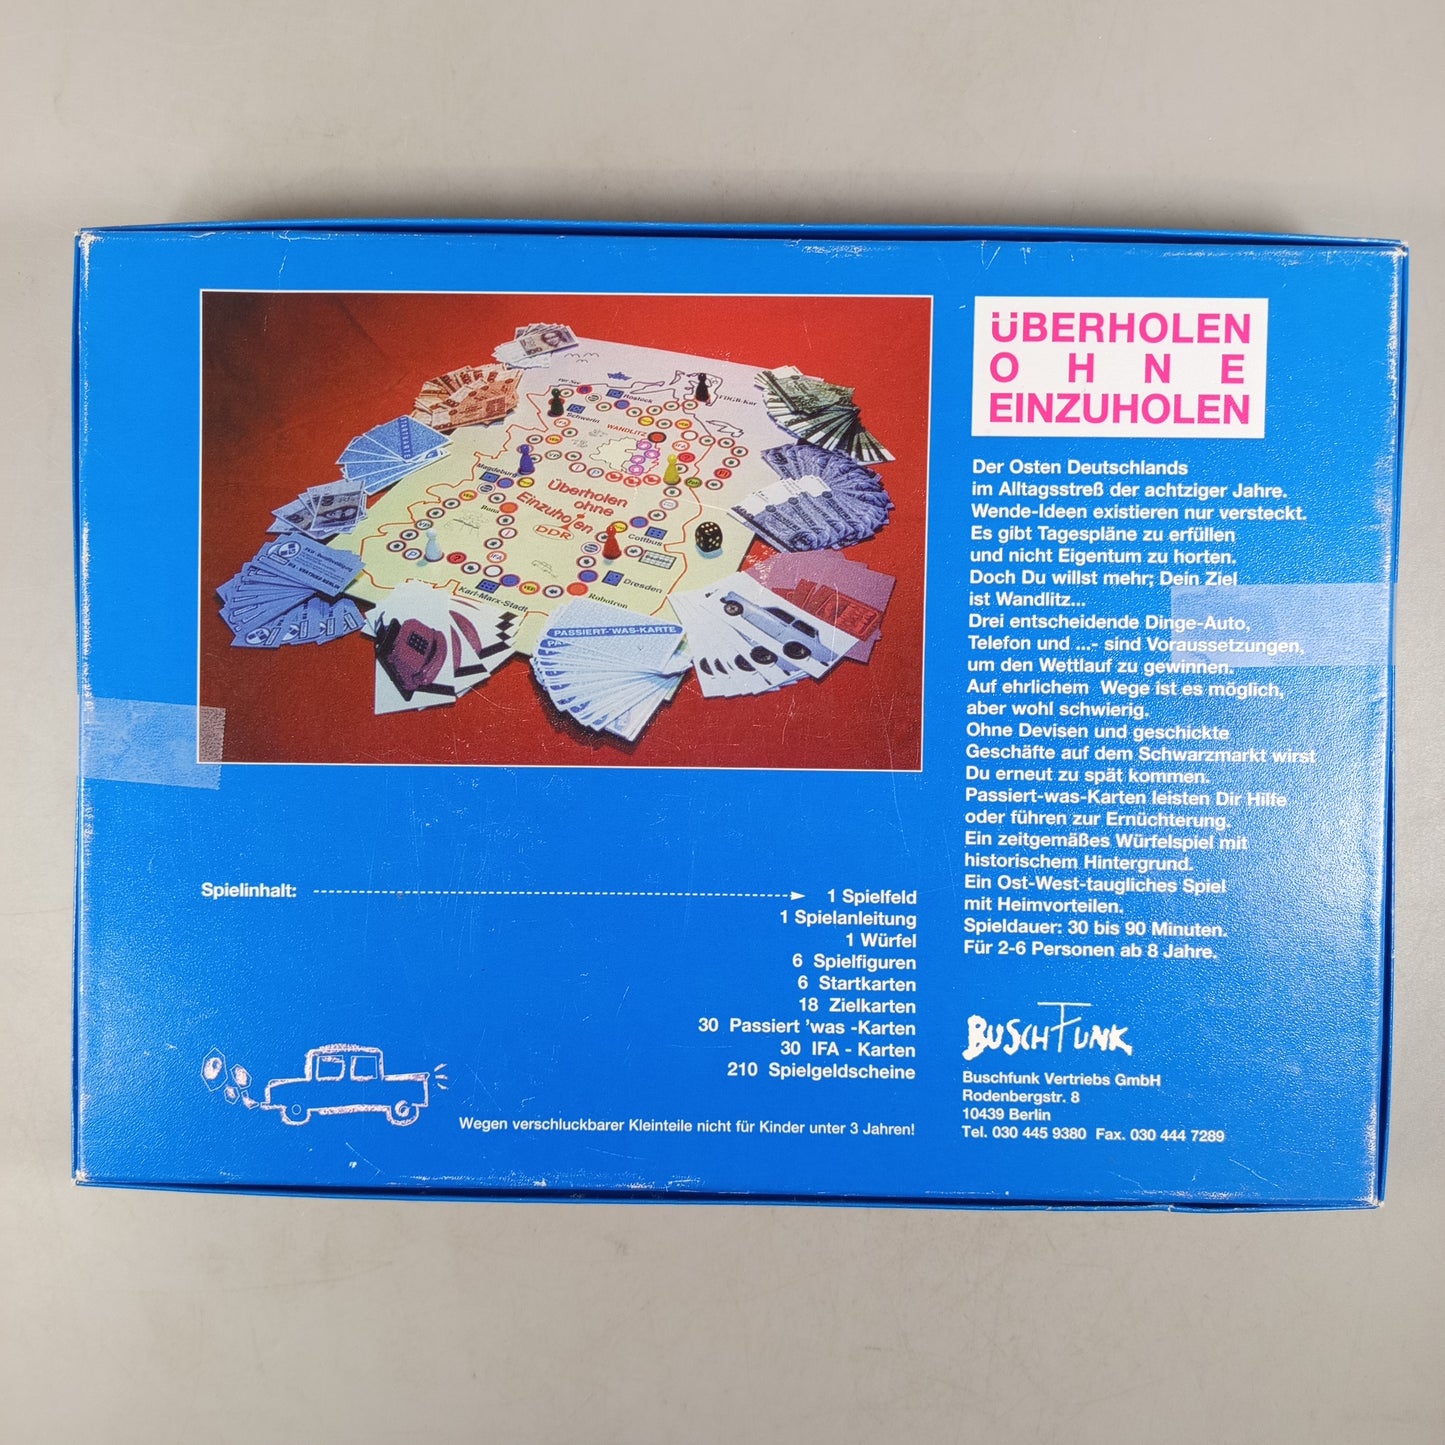 ÜBERHOLEN
OHNE
EINZUHOLEN
Der Osten Deutschlands
im Alltagsstreß der achtziger Jahre.
Wende-Ideen existieren nur versteckt.
Es gibt Tagespläne zu erfüllen
und nicht Eigentum zu horten.
Doch Du willst mehr; Dein Ziel
ist Wandlitz...
Drei entscheidende Dinge-Auto,
Telefon und ...- sind Voraussetzungen,
um den Wettlauf zu gewinnen.
Auf ehrlichem Wege ist es möglich,
aber wohl schwierig.
Ohne Devisen und geschickte
Geschäfte auf dem Schwarzmarkt wirst
Du erneut zu spät kommen.
Passiert-was-Karten leisten Dir Hilfe
oder führen zur Ernüchterung.
Ein zeitgemäßes Würfelspiel mit
historischem Hintergrund.
Ein Ost-West-taugliches Spiel
mit Heimvorteilen.
Spieldauer: 30 bis 90 Minuten.
Für 2-6 Personen ab 8 Jahre.
BUSCHFUNK
Buschfunk Vertriebs GmbH
Rodenbergstr. 8
10439 Berlin
Tel. 030 445 9380 Fax. 030 444 7289
Rostock
FDGB-Kur
Schwerin
WANDLITZ
Magdeburg
Überholen
ohne
Einzuholen
DDR
Buna
Cottbus
Dresden
Karl-Marx-Stadt
Robotron
STARTKARTE
PASSIERT-'WAS-KARTE
Spielinhalt:
1 Spielfeld
1 Spielanleitung
1 Würfel
6 Spielfiguren
6 Startkarten
18 Zielkarten
30 Passiert 'was -Karten
30 IFA - Karten
210 Spielgeldscheine
Wegen verschluckbarer Kleinteile nicht für Kinder unter 3 Jahren!